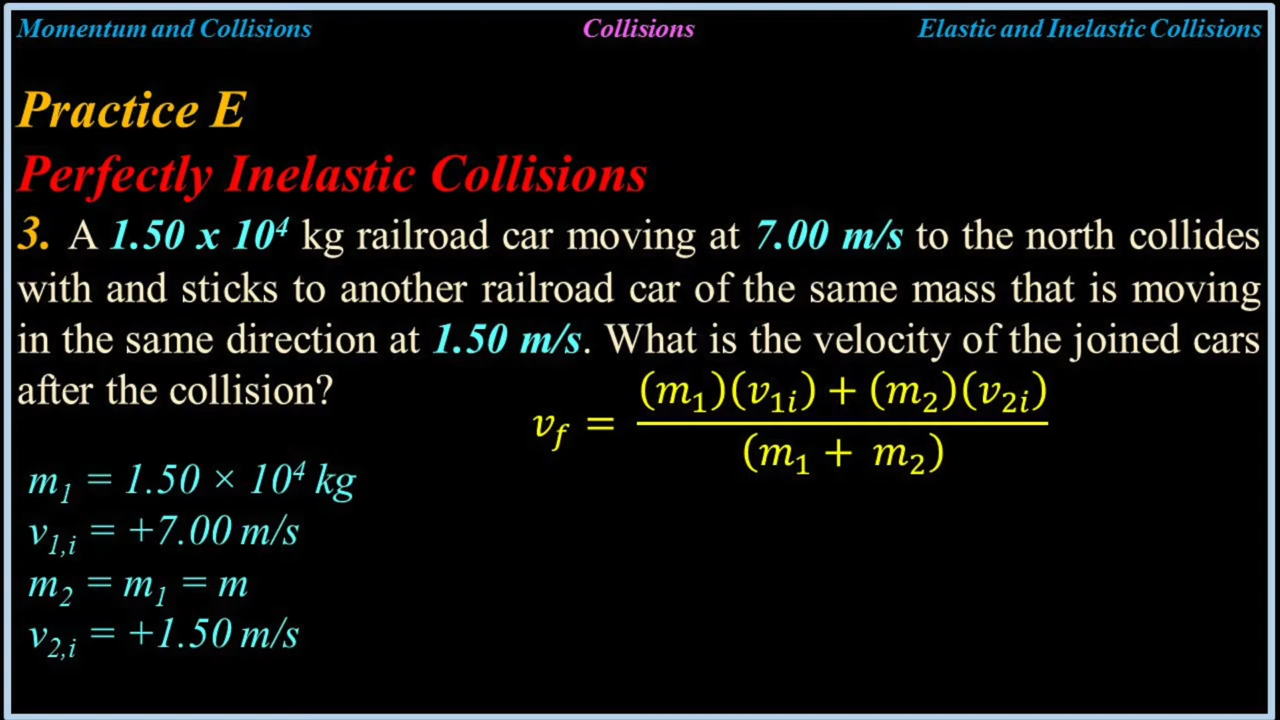 Momentum and Collisions
Collisions
Elastic and Inelastic Collisions
Practice E
Perfectly Inelastic Collisions
3. A 1.50 x 10⁴ kg railroad car moving at 7.00 m/s to the north collides
with and sticks to another railroad car of the same mass that is moving
in the same direction at 1.50 m/s. What is the velocity of the joined cars
after the collision?
v_f = \frac{(m₁)(v₁ᵢ) + (m₂)(v₂ᵢ)}{(m₁ + m₂)}
m₁ = 1.50 × 10⁴ kg
v₁,ᵢ = +7.00 m/s
m₂ = m₁ = m
v₂,ᵢ = +1.50 m/s